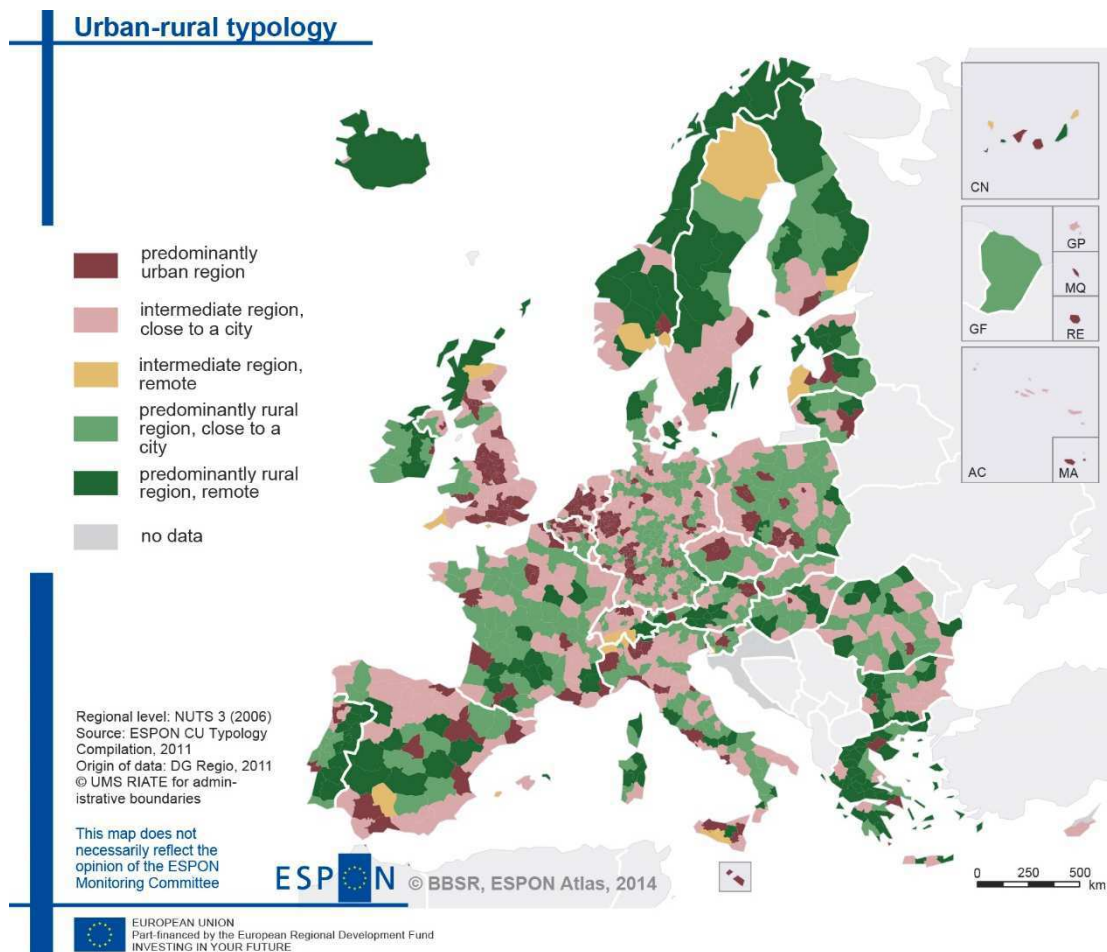 Urban-rural typology
predominantly
urban region
intermediate region,
close to a city
intermediate region,
remote
predominantly rural
region, close to a
city
predominantly rural
region, remote
no data
CN
GF
GP
MQ
RE
AC
MA
Regional level: NUTS 3 (2006)
Source: ESPON CU Typology
Compilation, 2011
Origin of data: DG Regio, 2011
© UMS RIATE for admin-
istrative boundaries
This map does not
necessarily reflect the
opinion of the ESPON
Monitoring Committee
ESPON
© BBSR, ESPON Atlas, 2014
0 250 500
km
EUROPEAN UNION
Part-financed by the European Regional Development Fund
INVESTING IN YOUR FUTURE